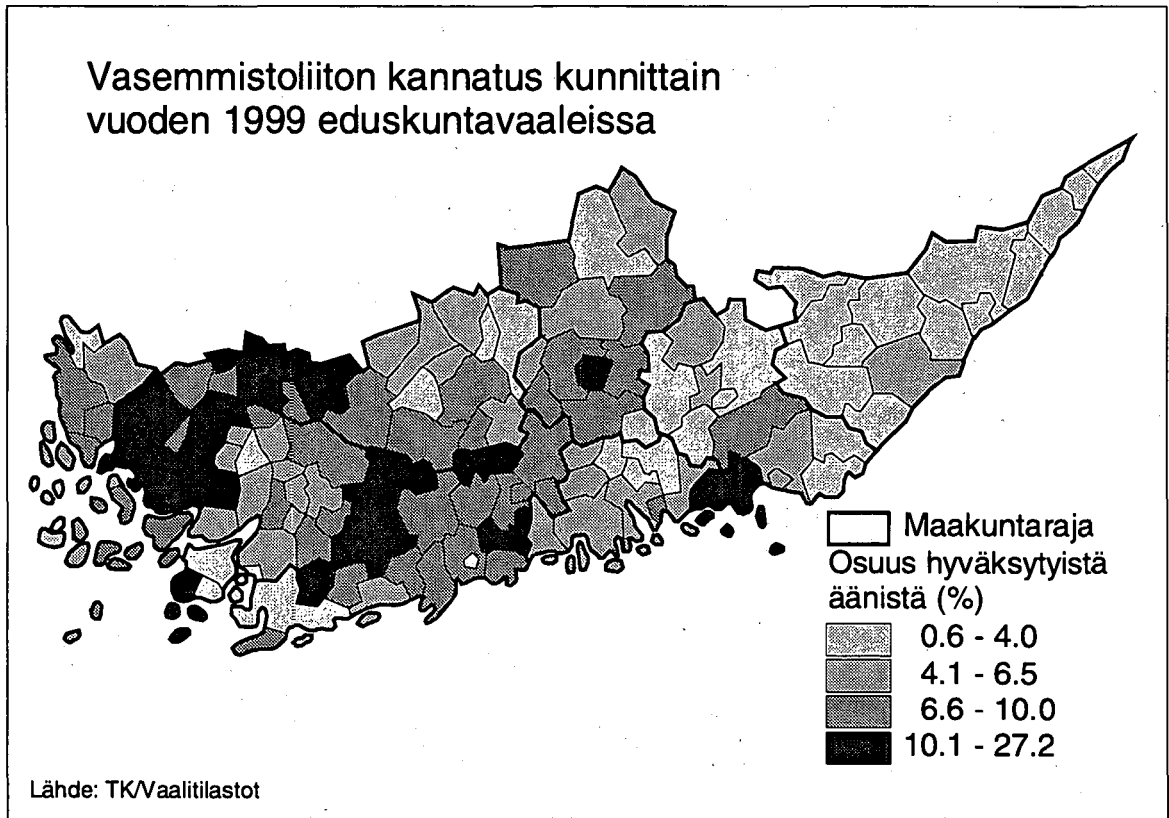 Vasemmistoliiton kannatus kunnittain
vuoden 1999 eduskuntavaaleissa
Maakuntaraja
Osuus hyväksytyistä
äänistä (%)
0.6 - 4.0
4.1 - 6.5
6.6 - 10.0
10.1 - 27.2
Lähde: TK/Vaalitilastot